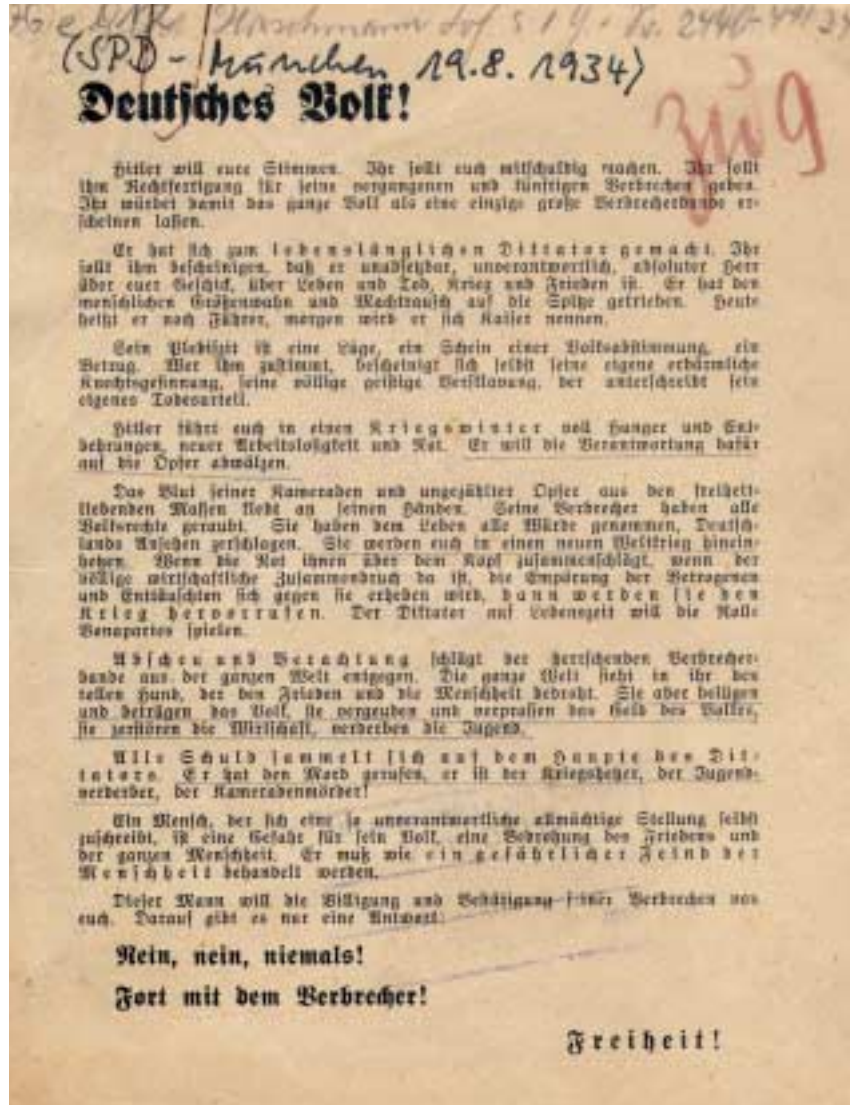 (SPD - München 19.8.1934)
zu 9
Deutsches Volk!
Hitler will eure Stimmen. Ihr sollt euch mitschuldig machen. Ihr sollt
ihm Rechtfertigung für seine vergangenen und künftigen Verbrechen geben.
Ihr würdet damit das ganze Volk als eine einzige große Verbrecherbande er-
scheinen lassen.
Er hat sich zum lebenslänglichen Diktator gemacht. Ihr
sollt ihm bescheinigen, daß er unabsetzbar, unverantwortlich, absoluter Herr
über euer Geschick, über Leben und Tod, Krieg und Frieden ist. Er hat den
menschlichen Größenwahn und Machtrausch auf die Spitze getrieben. Heute
heißt er noch Führer, morgen wird er sich Kaiser nennen.
Sein Plebiszit ist eine Lüge, ein Schein einer Volksabstimmung, ein
Betrug. Wer ihm zustimmt, bescheinigt sich selbst seine eigene erbärmliche
Knechtsgesinnung, seine völlige geistige Versklavung, der unterschreibt sein
eigenes Todesurteil.
Hitler führt euch in einen Kriegswinter voll Hunger und Ent-
behrungen, neuer Arbeitslosigkeit und Not. Er will die Verantwortung dafür
auf die Opfer abwälzen.
Das Blut seiner Kameraden und ungezählter Opfer aus den freiheit-
liebenden Massen klebt an seinen Händen. Seine Verbrecher haben alle
Volksrechte geraubt. Sie haben dem Leben alle Würde genommen, Deutsch-
lands Ansehen zerschlagen. Sie werden euch in einen neuen Weltkrieg hinein-
hetzen. Wenn die Not ihnen über dem Kopf zusammenschlägt, wenn der
völlige wirtschaftliche Zusammenbruch da ist, die Empörung der Betrogenen
und Entäuschten sich gegen sie erheben wird, dann werden sie den
Krieg hervorrufen. Der Diktator auf Lebenszeit will die Rolle
Bonapartes spielen.
Abscheu und Verachtung schlägt der herrschenden Verbrecher-
bande aus der ganzen Welt entgegen. Die ganze Welt sieht in ihr den
tollen Hund, der den Frieden und die Menschheit bedroht. Sie aber belügen
und betrügen das Volk, sie vergeuden und verprassen das Geld des Volkes,
sie zerstören die Wirtschaft, verderben die Jugend.
Alle Schuld sammelt sich auf dem Haupte des Dik-
tators. Er hat den Mord gerufen, er ist der Kriegshetzer, der Jugend-
verderber, der Kameradenmörder!
Ein Mensch, der sich eine so unverantwortliche allmächtige Stellung selbst
zuschreibt, ist eine Gefahr für sein Volk, eine Bedrohung des Friedens und
der ganzen Menschheit. Er muß wie ein gefährlicher Feind der
Menschheit behandelt werden.
Dieser Mann will die Billigung und Bestätigung seiner Verbrechen von
euch. Darauf gibt es nur eine Antwort:
Nein, nein, niemals!
Fort mit dem Verbrecher!
Freiheit!